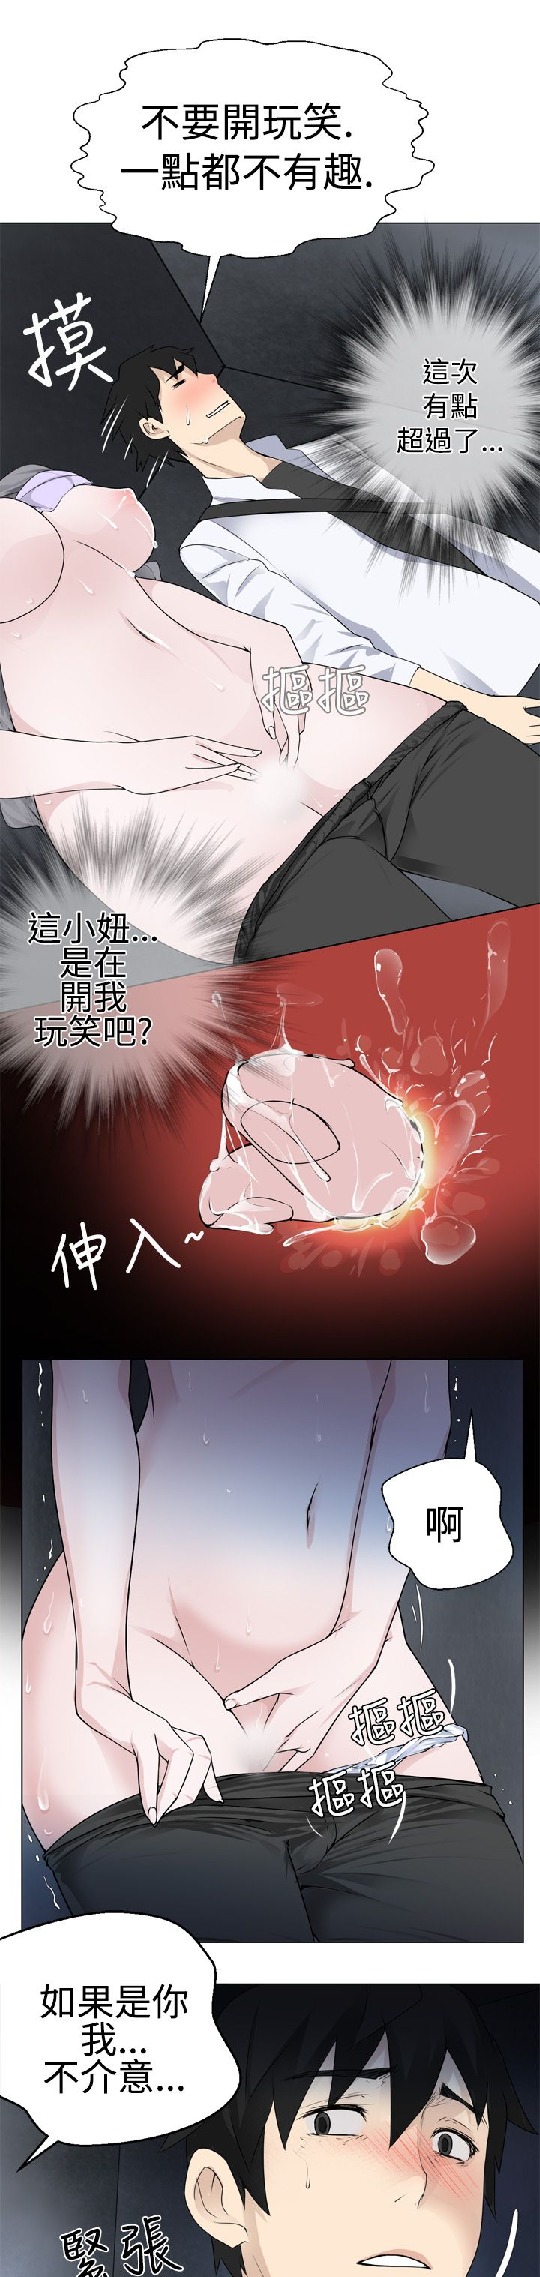 不要開玩笑.
一點都不有趣.
摸
這次
有點
超過了...
摳摳
這小妞...
是在
開我
玩笑吧?
伸入~
啊
摳摳
摳摳
如果是你
我...
不介意...
緊張